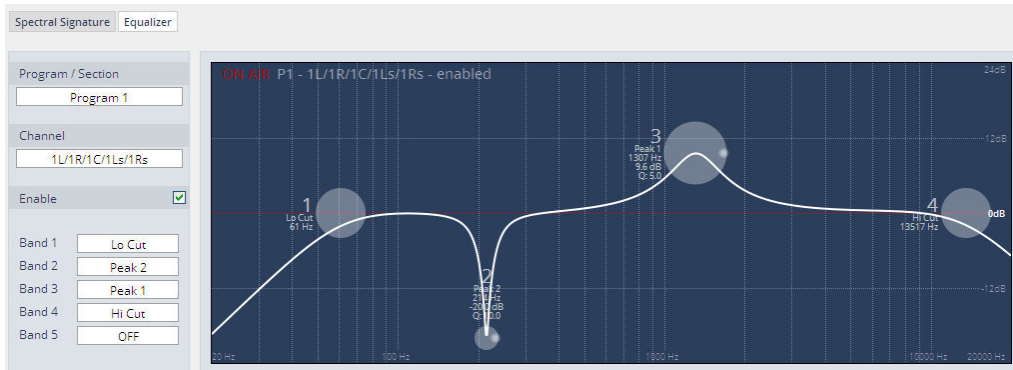 Spectral Signature
Equalizer
Program / Section
Program 1
Channel
1L/1R/1C/1Ls/1Rs
Enable
Band 1 Lo Cut
Band 2 Peak 2
Band 3 Peak 1
Band 4 Hi Cut
Band 5 OFF
ON AIR P1 - 1L/1R/1C/1Ls/1Rs - enabled
24dB
12dB
0dB
-12dB
1
Lo Cut
61 Hz
2
Peak 2
Hz
dB
Q:
3
Peak 1
1307 Hz
9.6 dB
Q: 5.0
4
Hi Cut
13517 Hz
20 Hz
100 Hz
1000 Hz
10000 Hz
20000 Hz